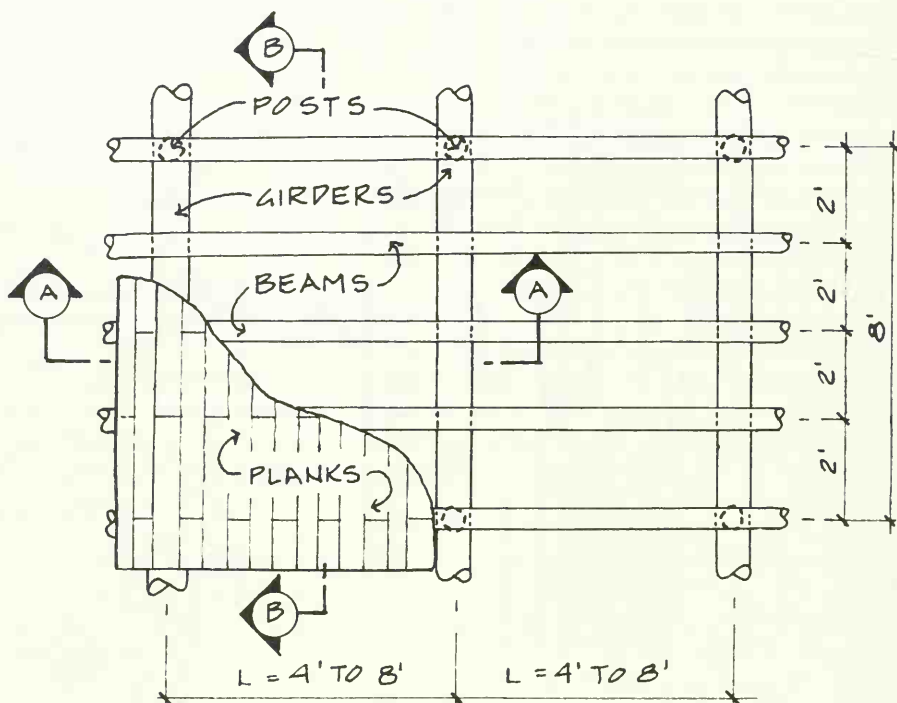 B
POSTS
GIRDERS
2'
A
BEAMS
A
2'
8'
2'
PLANKS
2'
B
L = 4' TO 8'
L = 4' TO 8'